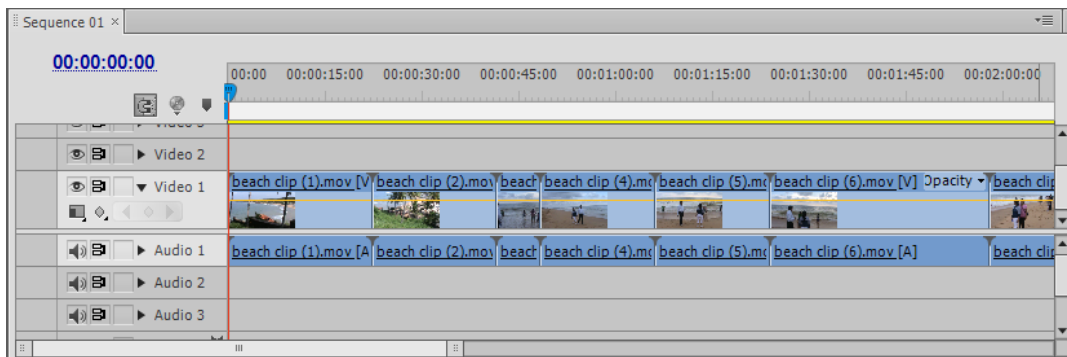 Sequence 01 ×
00:00:00:00
00:00 00:00:15:00 00:00:30:00 00:00:45:00 00:01:00:00 00:01:15:00 00:01:30:00 00:01:45:00 00:02:00:00
Video 2
Video 1 beach clip (1).mov [V beach clip (2).mov beach beach clip (4).mo beach clip (5).mo beach clip (6).mov [V] Opacity beach clip
Audio 1 beach clip (1).mov [A beach clip (2).mov beach beach clip (4).mo beach clip (5).mo beach clip (6).mov [A] beach clip
Audio 2
Audio 3